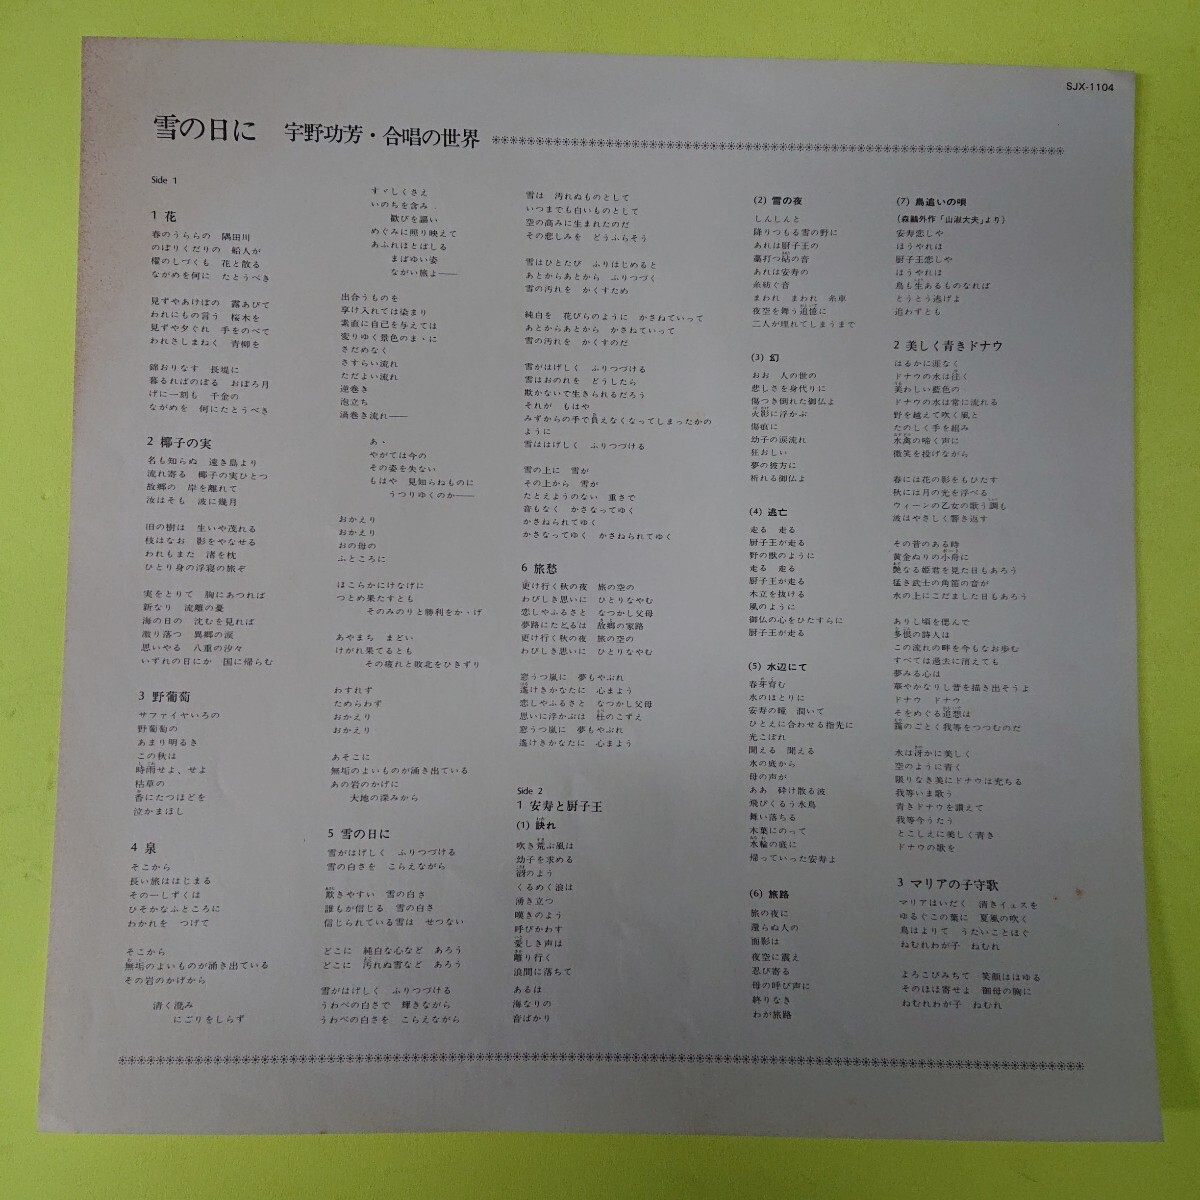 SJX-1104
雪の日に　宇野功芳・合唱の世界
Side 1
1 花
春のうららの　隅田川
のぼりくだりの　船人が
櫂のしづくも　花と散る
ながめを何に　たとうべき
見ずやあけぼの　露あびて
われにもの言う　桜木を
見ずや夕ぐれ　手をのべて
われさしまねく　青柳を
錦おりなす　長堤に
暮るればのぼる　おぼろ月
げに一刻も　千金の
ながめを　何にたとうべき
2 椰子の実
名も知らぬ　遠き島より
流れ寄る　椰子の実ひとつ
故郷の　岸を離れて
汝はそも　波に幾月
旧の樹は　生いや茂れる
枝はなお　影をやなせる
われもまた　渚を枕
ひとり身の浮寝の旅ぞ
実をとりて　胸にあつれば
新なり　流離の憂
海の日の　沈むを見れば
激り落つ　異郷の涙
思いやる　八重の汐々
いずれの日にか　国に帰らむ
3 野葡萄
サファイヤいろの
野葡萄の
あまり明るき
この秋は
時雨せよ、せよ
枯草の
香にたつほどを
泣かまほし
4 泉
そこから
長い旅ははじまる
その一しずくは
ひそかなふところに
わかれを　つげて
そこから
無垢のよいものが涌き出ている
その岩のかげから
清く混み
にごりをしらず
すゞしくさえ
いのちを含み
歓びを謳い
めぐみに照り映えて
あふれほとばしる
まばゆい姿
ながい旅よ――
出合うものを
享け入れては染まり
素直に自己を与えては
変りゆく景色のまゝに
さだめなく
さすらい流れ
ただよい流れ
逆巻き
泡立ち
渦巻き流れ――
あゝ
やがては今の
その姿を失ない
もはや　見知らぬものに
うつりゆくのか――
おかえり
おかえり
おの母の
ふところに
ほこらかにけなげに
つとめ果たすとも
そのみのりと勝利をかゝげ
あやまち　まどい
けがれ果てるとも
その疲れと敗北をひきずり
わすれず
ためらわず
おかえり
おかえり
あそこに
無垢のよいものが涌き出ている
あの岩のかげに
大地の深みから
5 雪の日に
雪がはげしく　ふりつづける
雪の白さを　こらえながら
欺きやすい　雪の白さ
誰もが信じる　雪の白さ
信じられている雪は　せつない
どこに　純白な心など　あろう
どこに　汚れぬ雪など　あろう
雪がはげしく　ふりつづける
うわべの白さで　輝きながら
うわべの白さを　こらえながら
雪は　汚れぬものとして
いつまでも白いものとして
空の高みに生まれたのだ
その悲しみを　どうふらそう
雪はひとたび　ふりはじめると
あとからあとから　ふりつづく
雪の汚れを　かくすため
純白を　花びらのように　かさねていって
あとからあとから　かさねていって
雪の汚れを　かくすのだ
雪がはげしく　ふりつづける
雪はおのれを　どうしたら
欺かないで生きられるだろう
それが　もはや
みずからの手で負えなくなってしまったかの
ように
雪ははげしく　ふりつづける
雪の上に　雪が
その上から　雪が
たとえようのない　重さで
音もなく　かさなってゆく
かさねられてゆく
かさなってゆく　かさねられてゆく
6 旅愁
更け行く秋の夜　旅の空の
わびしき思いに　ひとりなやむ
恋しやふるさと　なつかし父母
夢路にたどるは　故郷の家路
更け行く秋の夜　旅の空の
わびしき思いに　ひとりなやむ
窓うつ嵐に　夢もやぶれ
遙けきかなたに　心まよう
恋しやふるさと　なつかし父母
思いに浮かぶは　杜のこずえ
窓うつ嵐に　夢もやぶれ
遙けきかなたに　心まよう
Side 2
1 安寿と厨子王
(1) 訣れ
吹き荒ぶ風は
幼子を求める
涙のよう
くるめく浪は
湧き立つ
嘆きのよう
呼びかわす
愛しき声は
離り行く
浪間に落ちて
あるは
海なりの
音ばかり
(2) 雪の夜
しんしんと
降りつもる雪の野に
あれは厨子王の
藁打つ砧の音
あれは安寿の
糸紡ぐ音
まわれ　まわれ　糸車
夜空を舞う追憶に
二人が埋れてしまうまで
(3) 幻
おお　人の世の
悲しさを身代りに
傷つき倒れた御仏よ
火影に浮かぶ
傷痕に
幼子の涙流れ
狂おしい
夢の彼方に
祈れる御仏よ
(4) 逃亡
走る　走る
厨子王が走る
野の獣のように
走る　走る
厨子王が走る
木立を抜ける
風のように
御仏の心をひたすらに
厨子王が走る
(5) 水辺にて
春芽育む
水のほとりに
安寿の瞳　潤いて
ひとえに合わせる指先に
光こぼれ
聞える　聞える
水の底から
母の声が
ああ　砕け散る波
飛びくるう水鳥
舞い落ちる
木葉にのって
水輪の底に
帰っていった安寿よ
(6) 旅路
旅の夜に
還らぬ人の
面影は
夜空に震え
忍び寄る
母の呼び声に
終りなき
わが旅路
(7) 鳥追いの唄
(森鷗外作「山淑大夫」より)
安寿恋しや
ほうやれほ
厨子王恋しや
ほうやれほ
鳥も生あるものなれば
とうとう逃げよ
追わずとも
2 美しく青きドナウ
はるかに涯なく
ドナウの水は往く
美わしい藍色の
ドナウの水は常に流れる
野を越えて吹く風と
たのしく手を組み
水禽の啼く声に
微笑を投げながら
春には花の影をもひたす
秋には月の光を浮べる
ウィーンの乙女の歌う調も
波はやさしく響き返す
その昔のある時
黄金ぬりの小舟に
艶なる姫君を見た日もあろう
猛き武士の角笛の音が
水の上にこだました日もあろう
ありし頃を偲んで
多恨の詩人は
この流れの畔を今もなお歩む
すべては過去に消えても
夢みる心は
華やかなりし昔を描き出そうよ
ドナウ　ドナウ
そをめぐる追想は
靄のごとく我等をつつむのだ
水は冴かに美しく
空のように青く
限りなき美にドナウは充ちる
我等いま歌う
青きドナウを讃えて
我等今うたう
とこしえに美しく青き
ドナウの歌を
3 マリアの子守歌
マリアはいだく　清きイェスを
ゆるぐこの葉に　夏風の吹く
鳥はよりて　うたいことほぐ
ねむれわが子　ねむれ
よろこびみちて　笑顔ははゆる
そのほほ寄せよ　御母の胸に
ねむれわが子　ねむれ